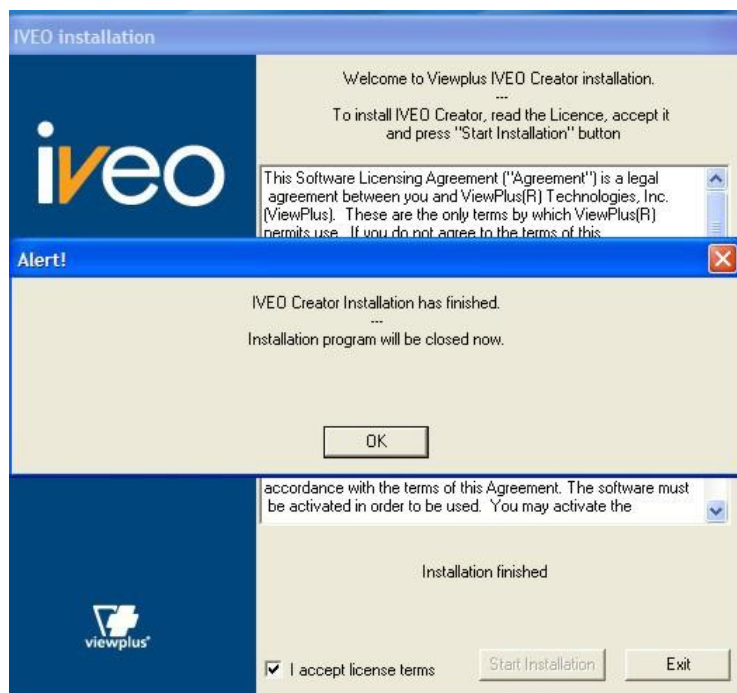 IVEO installation
Welcome to Viewplus IVEO Creator installation.
---
To install IVEO Creator, read the Licence, accept it
and press "Start Installation" button
iveo
This Software Licensing Agreement ("Agreement") is a legal
agreement between you and ViewPlus(R) Technologies, Inc.
(ViewPlus). These are the only terms by which ViewPlus(R)
permits use. If you do not agree to the terms of this
Alert!
IVEO Creator Installation has finished.
---
Installation program will be closed now.
OK
accordance with the terms of this Agreement. The software must
be activated in order to be used. You may activate the
Installation finished
viewplus
I accept license terms
Start Installation
Exit